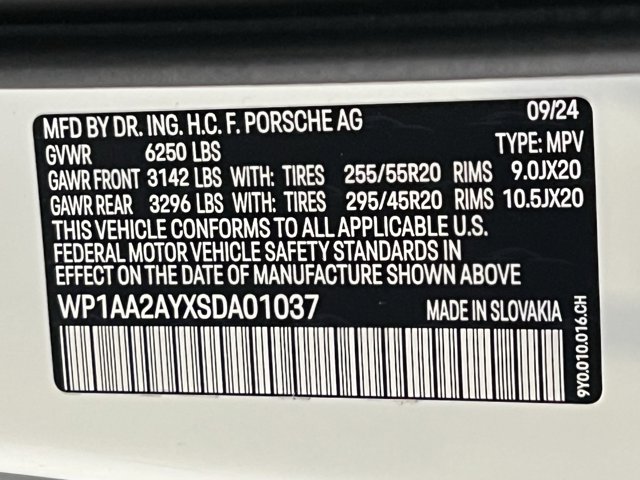 MFD BY DR. ING. H.C. F. PORSCHE AG 09/24
GVWR 6250 LBS TYPE: MPV
GAWR FRONT 3142 LBS WITH: TIRES 255/55R20 RIMS 9.0JX20
GAWR REAR 3296 LBS WITH: TIRES 295/45R20 RIMS 10.5JX20
THIS VEHICLE CONFORMS TO ALL APPLICABLE U.S.
FEDERAL MOTOR VEHICLE SAFETY STANDARDS IN
EFFECT ON THE DATE OF MANUFACTURE SHOWN ABOVE
WP1AA2AYXSDA01037 MADE IN SLOVAKIA
9Y0.010.016.CH